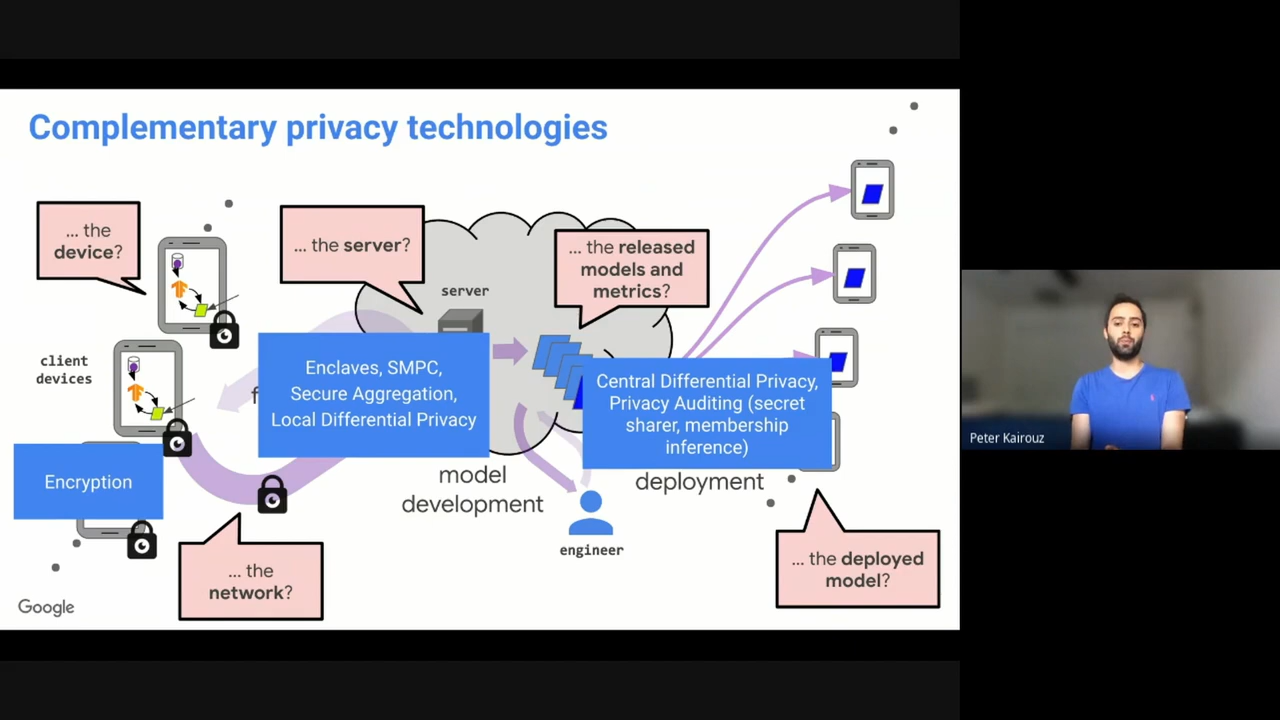 Complementary privacy technologies
... the
device?
... the server?
... the released
models and
metrics?
server
client
devices
Enclaves, SMPC,
Secure Aggregation,
Local Differential Privacy
Central Differential Privacy,
Privacy Auditing (secret
sharer, membership
inference)
Encryption
model
development
deployment
engineer
... the
network?
... the deployed
model?
Google
Peter Kairouz